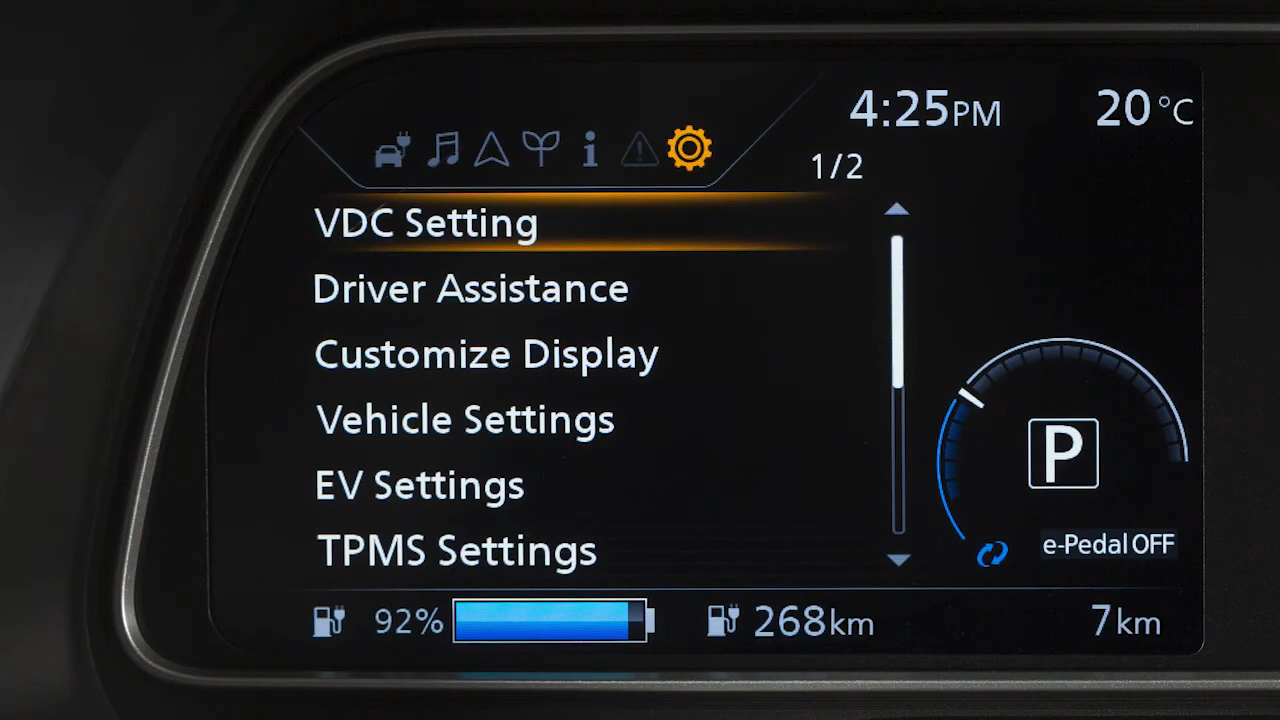 4:25PM 20°C
1/2
VDC Setting
Driver Assistance
Customize Display
Vehicle Settings
EV Settings
TPMS Settings
P
e-Pedal OFF
92% 268km 7km